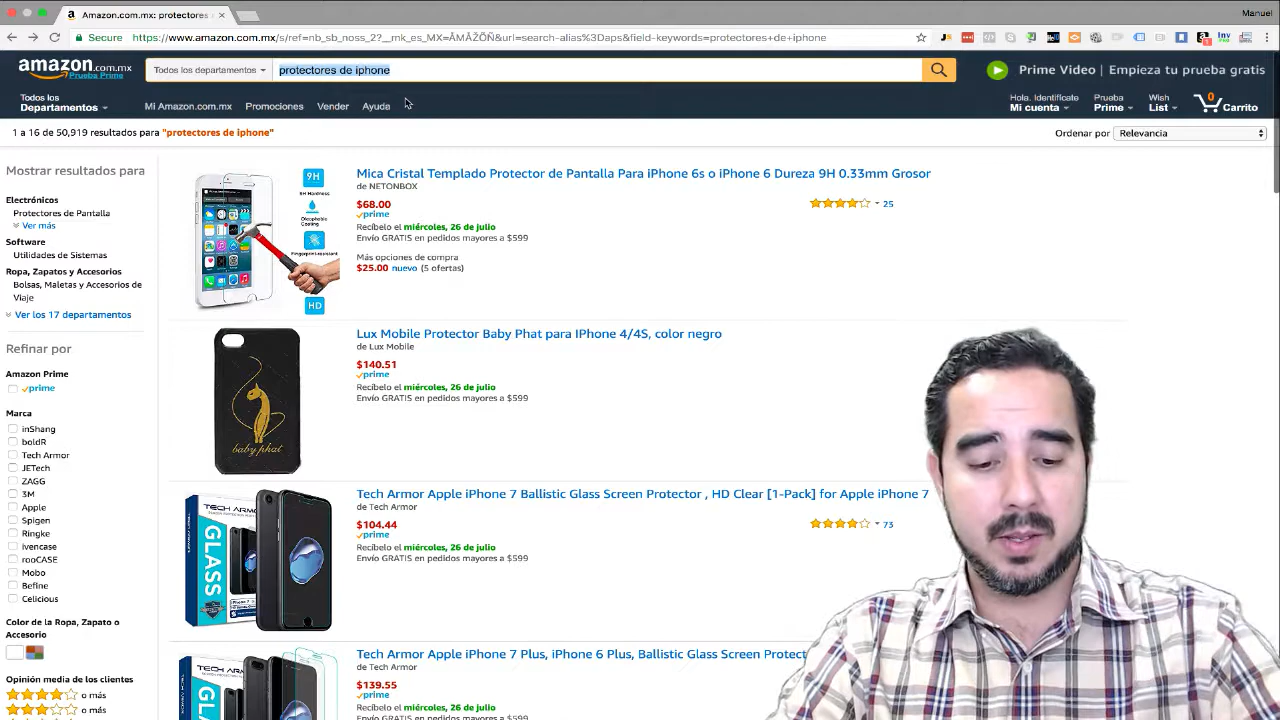 Amazon.com.mx: protectores
Manuel
Secure https://www.amazon.com.mx/s/ref=nb_sb_noss_2?__mk_es_MX=ÅMÅŽÕÑ&url=search-alias%3Daps&field-keywords=protectores+de+iphone
amazon.com.mx
Prueba Prime
Todos los departamentos
protectores de iphone
Prime Video | Empieza tu prueba gratis
Todos los
Departamentos
Mi Amazon.com.mx Promociones Vender Ayuda
Hola. Identifícate
Mi cuenta
Prueba
Prime
Wish
List
0
Carrito
1 a 16 de 50,919 resultados para "protectores de iphone"
Ordenar por Relevancia
Mostrar resultados para
Electrónicos
Protectores de Pantalla
Ver más
Software
Utilidades de Sistemas
Ropa, Zapatos y Accesorios
Bolsas, Maletas y Accesorios de
Viaje
Ver los 17 departamentos
Refinar por
Amazon Prime
prime
Marca
inShang
boldR
Tech Armor
JETech
ZAGG
3M
Apple
Spigen
Ringke
ivencase
rooCASE
Mobo
Befine
Celicious
Color de la Ropa, Zapato o
Accesorio
Opinión media de los clientes
o más
o más
9H
9H Hardness
Oleophobic
Coating
HD
Mica Cristal Templado Protector de Pantalla Para iPhone 6s o iPhone 6 Dureza 9H 0.33mm Grosor
de NETONBOX
$68.00
prime
Recíbelo el miércoles, 26 de julio
Envío GRATIS en pedidos mayores a $599
Más opciones de compra
$25.00 nuevo (5 ofertas)
25
baby phat
Lux Mobile Protector Baby Phat para IPhone 4/4S, color negro
de Lux Mobile
$140.51
prime
Recíbelo el miércoles, 26 de julio
Envío GRATIS en pedidos mayores a $599
TECH ARMOR
GLASS
Tech Armor Apple iPhone 7 Ballistic Glass Screen Protector , HD Clear [1-Pack] for Apple iPhone 7
de Tech Armor
$104.44
prime
Recíbelo el miércoles, 26 de julio
Envío GRATIS en pedidos mayores a $599
73
TECH ARMOR
Tech Armor Apple iPhone 7 Plus, iPhone 6 Plus, Ballistic Glass Screen Protect
de Tech Armor
$139.55
prime
Recíbelo el miércoles, 26 de julio
Envío GRATIS en pedidos mayores a $599